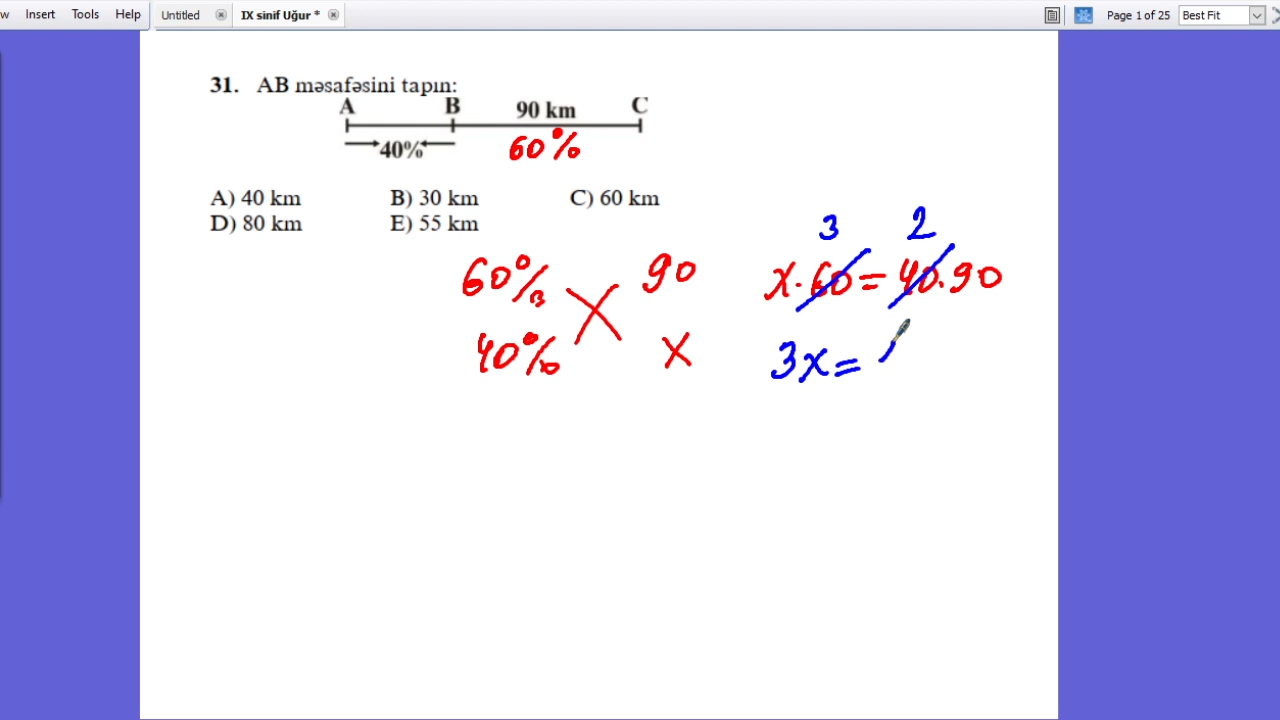 w Insert Tools Help Untitled IX sinif Uğur * Page 1 of 25 Best Fit
31. AB məsafəsini tapın:
A B 90 km C
40% 60%
A) 40 km B) 30 km C) 60 km
D) 80 km E) 55 km
3 2
60% 90 x·60=40·90
40% x 3x=